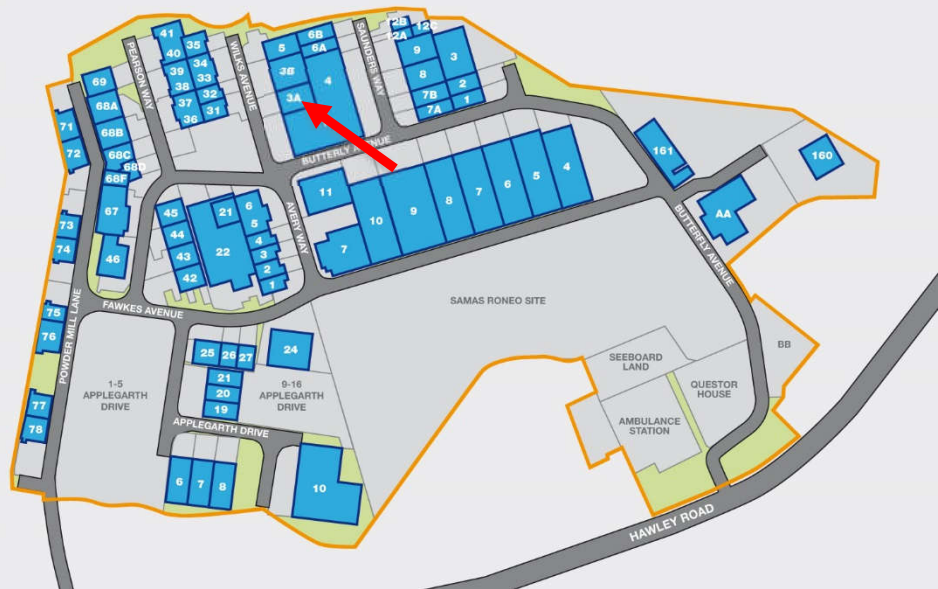 41
40
39
38
37
36
35
34
33
32
31
PEARSON WAY
WILKS AVENUE
5
6B
6A
3B
3A
4
SAUNDERS WAY
12B
12A
12C
9
8
7B
7A
3
2
1
69
68A
68B
68C
68D
68F
67
46
71
72
73
74
75
76
77
78
POWDER MILL LANE
BUTTERLY AVENUE
11
10
9
8
7
6
5
4
7
AVERY WAY
45
44
43
42
21
22
6
5
4
3
2
1
FAWKES AVENUE
161
160
AA
BUTTERFLY AVENUE
SAMAS RONEO SITE
25
26
27
24
21
20
19
1-5
APPLEGARTH
DRIVE
9-16
APPLEGARTH
DRIVE
APPLEGARTH DRIVE
6
7
8
10
SEEBOARD
LAND
AMBULANCE
STATION
QUESTOR
HOUSE
BB
HAWLEY ROAD